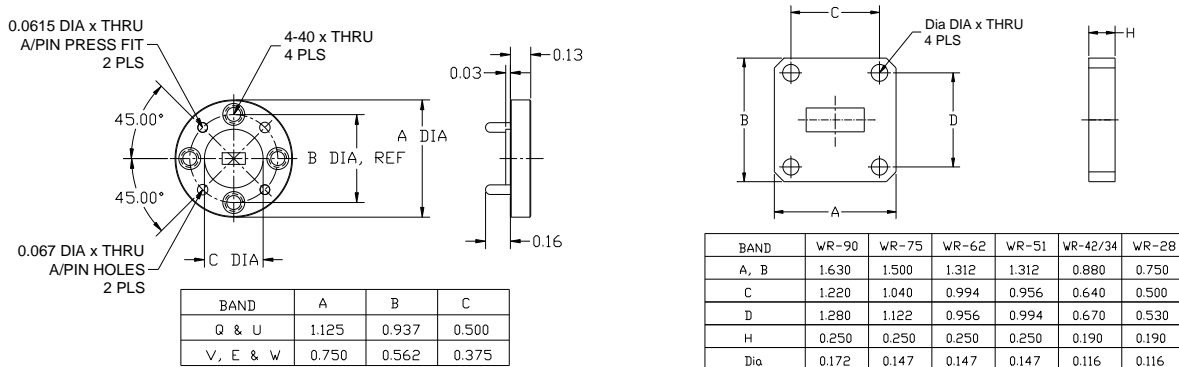 0.0615 DIA x THRU
A/PIN PRESS FIT
2 PLS
4-40 x THRU
4 PLS
0.03
0.13
45.00°
45.00°
A DIA
B DIA, REF
C DIA
0.067 DIA x THRU
A/PIN HOLES
2 PLS
0.16
BAND A B C
Q & U 1.125 0.937 0.500
V, E & W 0.750 0.562 0.375
C
Dia DIA x THRU
4 PLS
H
B
D
A
BAND WR-90 WR-75 WR-62 WR-51 WR-42/34 WR-28
A, B 1.630 1.500 1.312 1.312 0.880 0.750
C 1.220 1.040 0.994 0.956 0.640 0.500
D 1.280 1.122 0.956 0.994 0.670 0.530
H 0.250 0.250 0.250 0.250 0.190 0.190
Dia 0.172 0.147 0.147 0.147 0.116 0.116